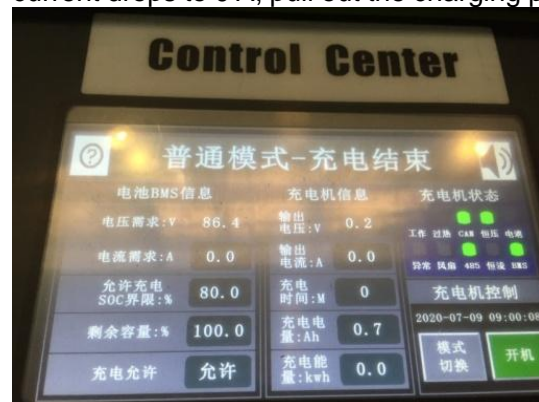 Control Center
普通模式-充电结束
电池BMS信息
电压需求:V 86.4
电流需求:A 0.0
允许充电
SOC界限:% 80.0
剩余容量:% 100.0
充电允许 允许
充电机信息
输出
电压:V 0.2
输出
电流:A 0.0
充电
时间:M 0
充电电
量:Ah 0.7
充电能
量:kwh 0.0
充电机状态
工作 过热 CAN 恒压 电池
异常 风扇 485 恒流 BMS
充电机控制
2020-07-09 09:00:08
模式
切换
开机